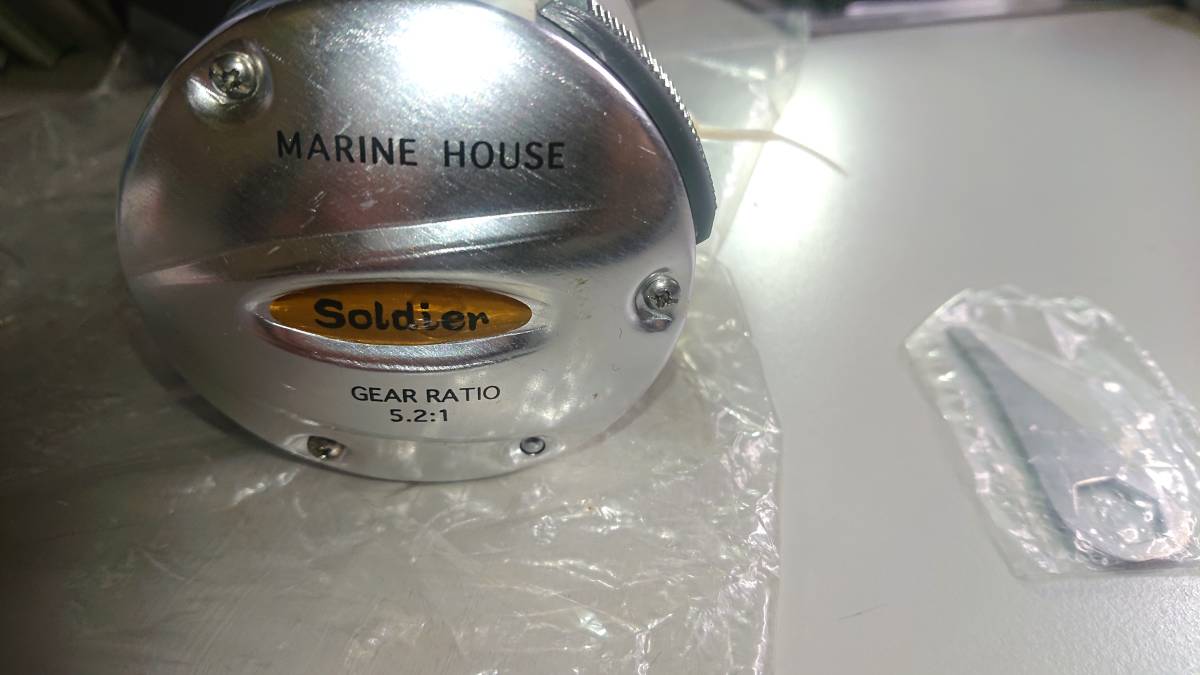 MARINE HOUSE
Soldier
GEAR RATIO
5.2:1